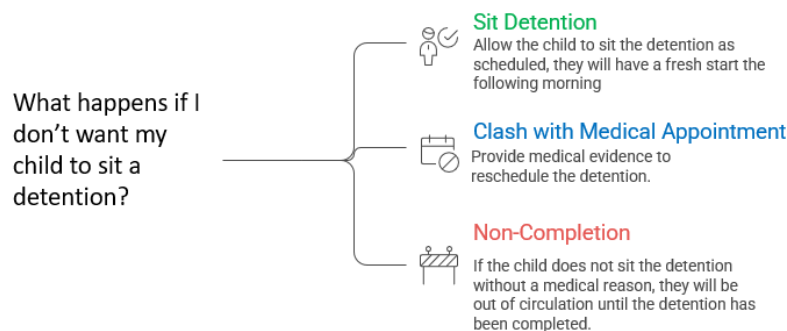 What happens if I
don’t want my
child to sit a
detention?
Sit Detention
Allow the child to sit the detention as
scheduled, they will have a fresh start the
following morning
Clash with Medical Appointment
Provide medical evidence to
reschedule the detention.
Non-Completion
If the child does not sit the detention
without a medical reason, they will be
out of circulation until the detention has
been completed.